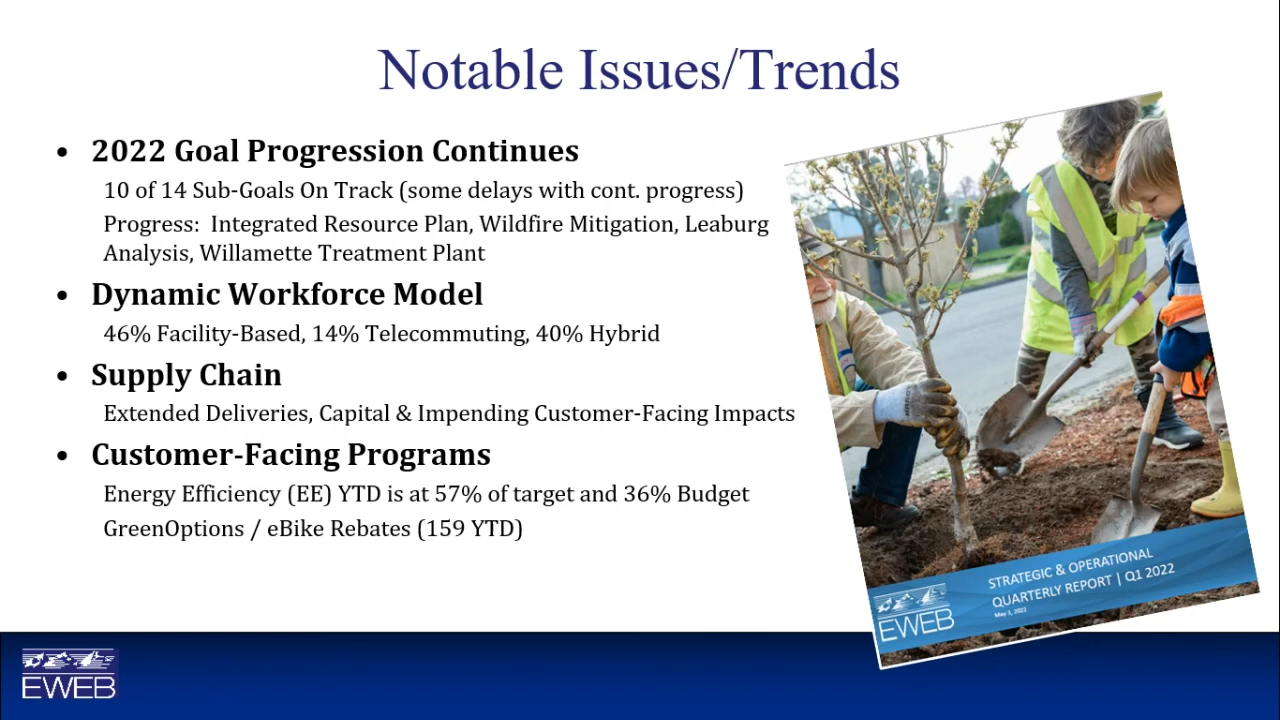 Notable Issues/Trends
• 2022 Goal Progression Continues
10 of 14 Sub-Goals On Track (some delays with cont. progress)
Progress:  Integrated Resource Plan, Wildfire Mitigation, Leaburg
Analysis, Willamette Treatment Plant
• Dynamic Workforce Model
46% Facility-Based, 14% Telecommuting, 40% Hybrid
• Supply Chain
Extended Deliveries, Capital & Impending Customer-Facing Impacts
• Customer-Facing Programs
Energy Efficiency (EE) YTD is at 57% of target and 36% Budget
GreenOptions / eBike Rebates (159 YTD)
STRATEGIC & OPERATIONAL
QUARTERLY REPORT | Q1 2022
May 1, 2022
EWEB
EWEB